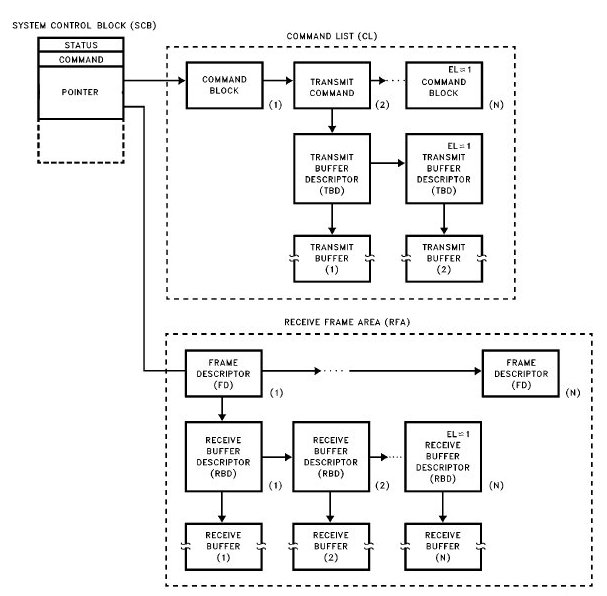 SYSTEM CONTROL BLOCK (SCB)
STATUS
COMMAND
POINTER
COMMAND LIST (CL)
COMMAND
BLOCK
(1)
TRANSMIT
COMMAND
(2)
EL=1
COMMAND
BLOCK
(N)
TRANSMIT
BUFFER
DESCRIPTOR
(TBD)
EL=1
TRANSMIT
BUFFER
DESCRIPTOR
(TBD)
TRANSMIT
BUFFER
(1)
TRANSMIT
BUFFER
(2)
RECEIVE FRAME AREA (RFA)
FRAME
DESCRIPTOR
(FD)
(1)
FRAME
DESCRIPTOR
(FD)
(N)
RECEIVE
BUFFER
DESCRIPTOR
(RBD)
(1)
RECEIVE
BUFFER
DESCRIPTOR
(RBD)
(2)
EL=1
RECEIVE
BUFFER
DESCRIPTOR
(RBD)
(N)
RECEIVE
BUFFER
(1)
RECEIVE
BUFFER
(2)
RECEIVE
BUFFER
(N)